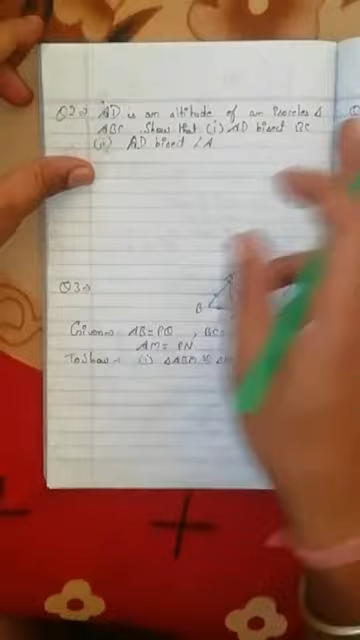 Q2⇒ AD is an altitude of an isoceles Δ
ABC. Show that (i) AD bisect BC
(ii) AD bisect ∠A
Q3⇒
B
Given⇒ AB = PQ , BC =
AM = PN
To Show⇒ (i) ΔABM ≅ Δ